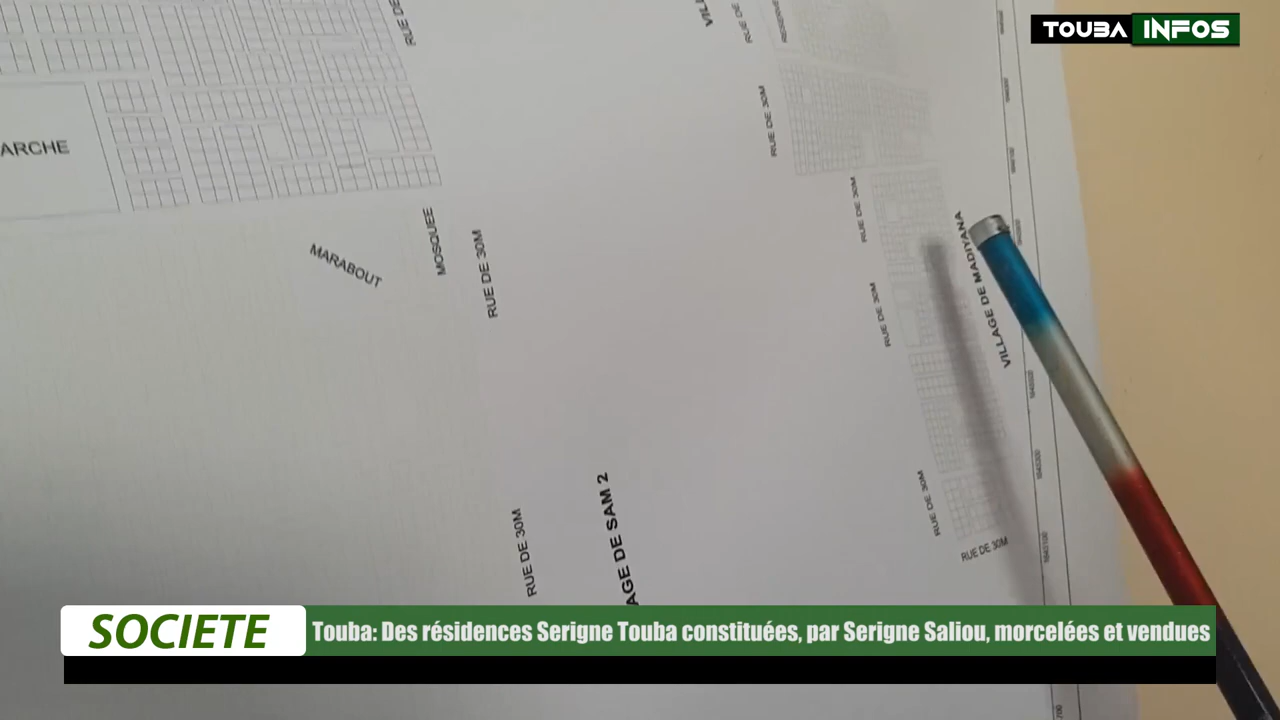 TOUBA INFOS
RUE DE
RUE DE
RUE DE 30M
ARCHE
RUE DE 30M
MOSQUEE
MARABOUT
RUE DE 30M
VILLAGE DE MADIYANA
RUE DE 30M
RUE DE 30M
RUE DE 30M
AGE DE SAM 2
RUE DE 30M
SOCIETE
Touba: Des résidences Serigne Touba constituées, par Serigne Saliou, morcelées et vendues